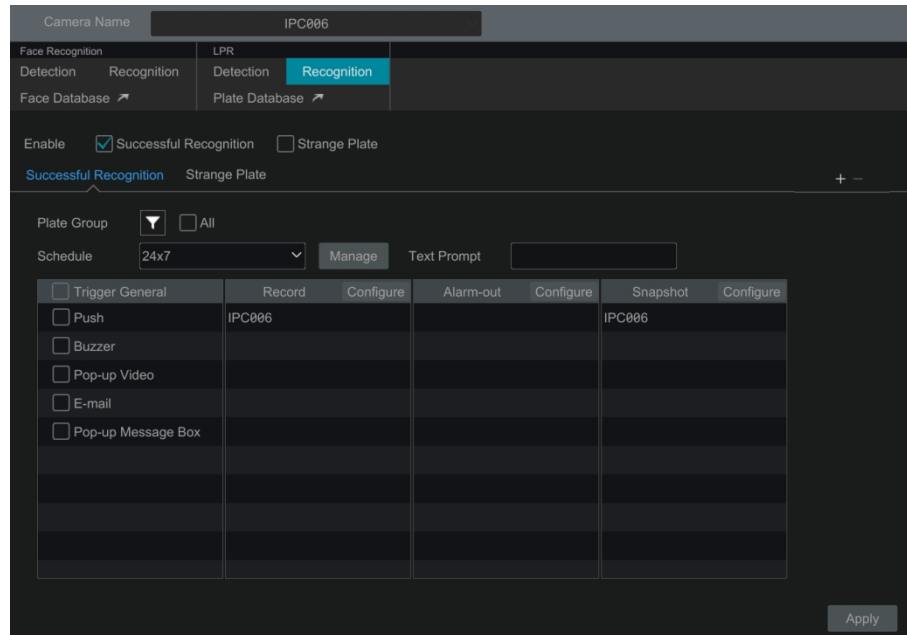 Camera Name IPC006
Face Recognition LPR
Detection Recognition Detection Recognition
Face Database Plate Database
Enable Successful Recognition Strange Plate
Successful Recognition Strange Plate + −
Plate Group All
Schedule 24x7 Manage Text Prompt
Trigger General Record Configure Alarm-out Configure Snapshot Configure
Push IPC006 IPC006
Buzzer
Pop-up Video
E-mail
Pop-up Message Box
Apply